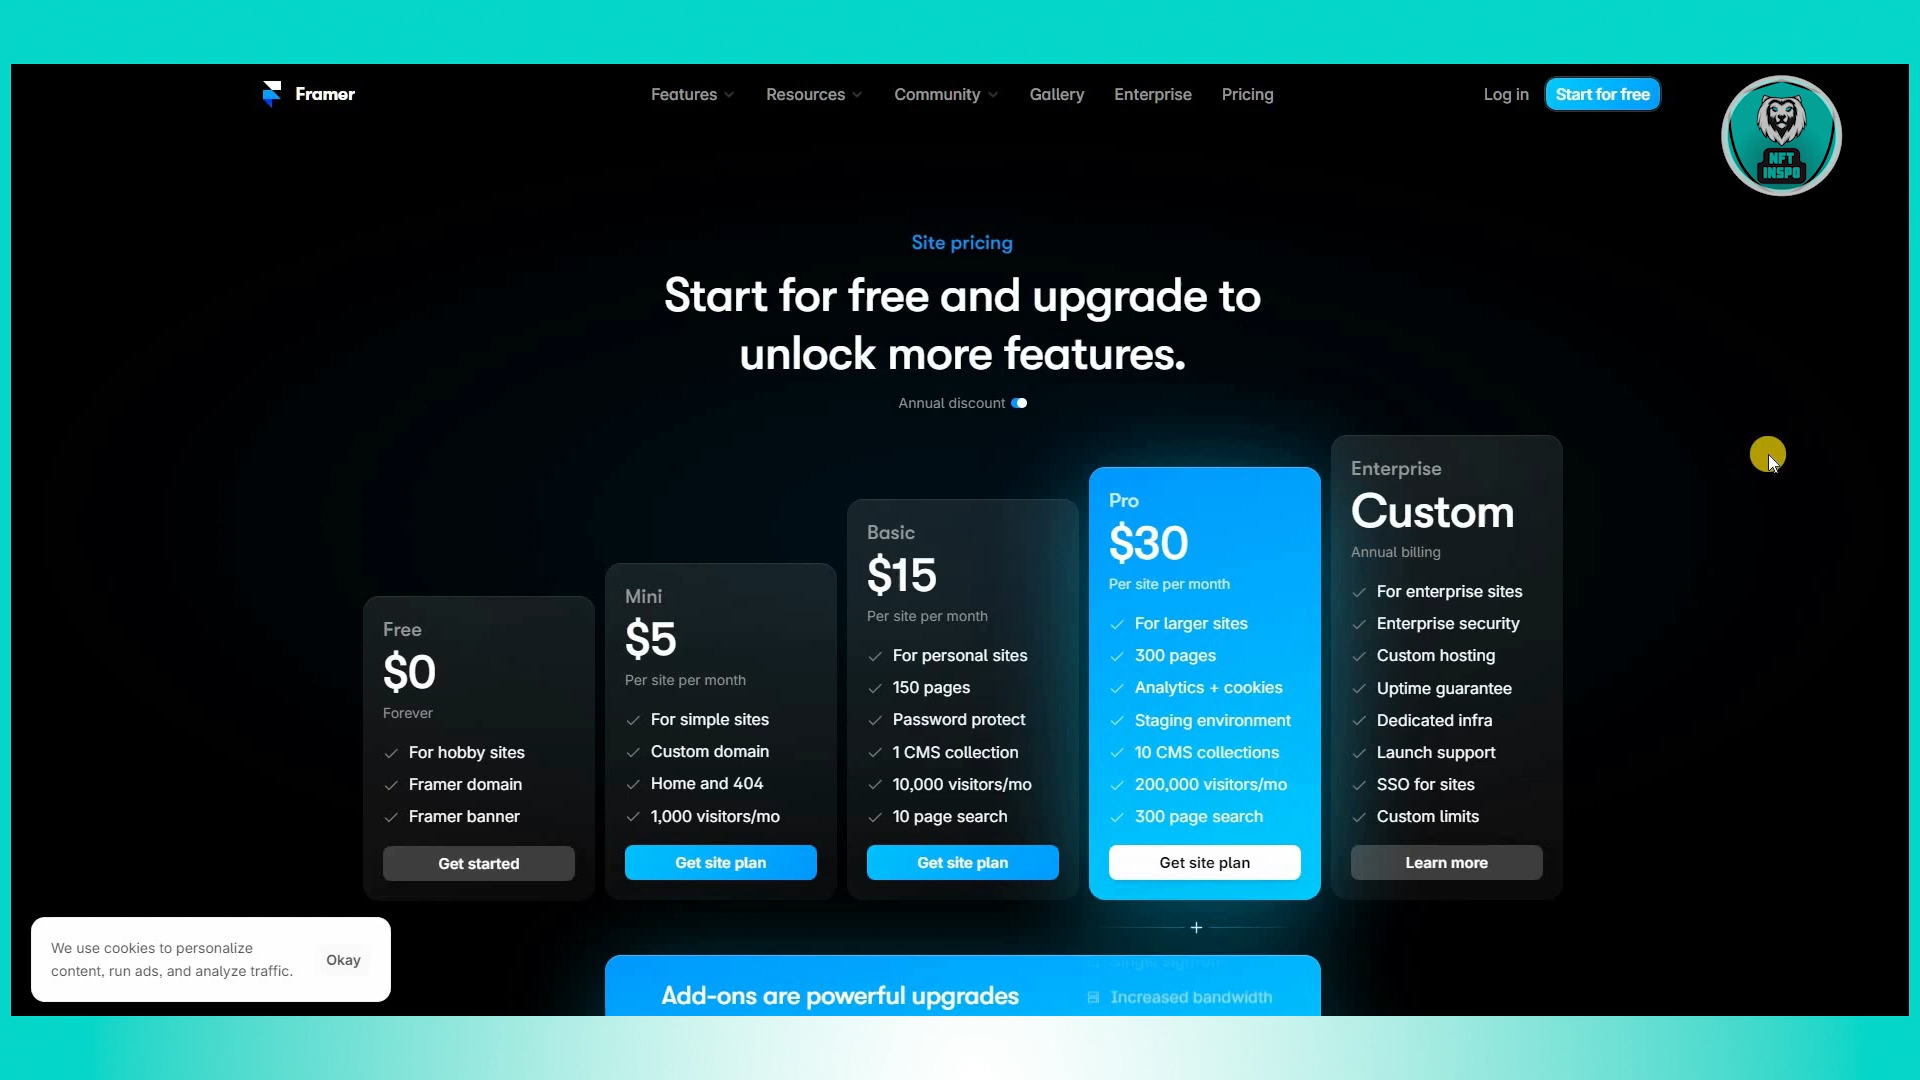 Framer
Features
Resources
Community
Gallery
Enterprise
Pricing
Log in
Start for free
NFT
INSPO
Site pricing
Start for free and upgrade to
unlock more features.
Annual discount
Free
$0
Forever
For hobby sites
Framer domain
Framer banner
Get started
Mini
$5
Per site per month
For simple sites
Custom domain
Home and 404
1,000 visitors/mo
Get site plan
Basic
$15
Per site per month
For personal sites
150 pages
Password protect
1 CMS collection
10,000 visitors/mo
10 page search
Get site plan
Pro
$30
Per site per month
For larger sites
300 pages
Analytics + cookies
Staging environment
10 CMS collections
200,000 visitors/mo
300 page search
Get site plan
Enterprise
Custom
Annual billing
For enterprise sites
Enterprise security
Custom hosting
Uptime guarantee
Dedicated infra
Launch support
SSO for sites
Custom limits
Learn more
+
We use cookies to personalize
content, run ads, and analyze traffic.
Okay
Add-ons are powerful upgrades
Increased bandwidth